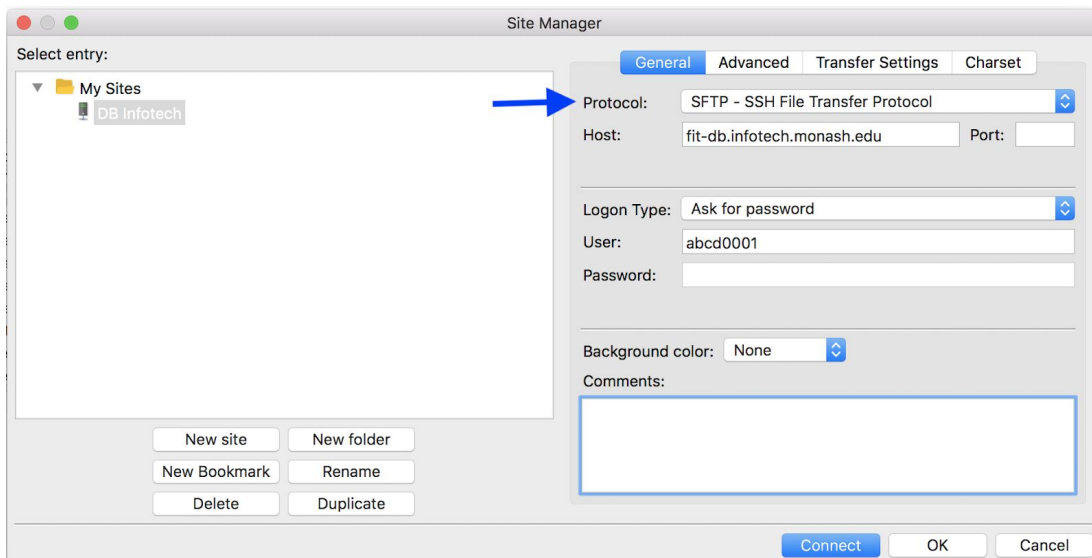 Site Manager
Select entry:
My Sites
DB Infotech
New site New folder
New Bookmark Rename
Delete Duplicate
General Advanced Transfer Settings Charset
Protocol: SFTP - SSH File Transfer Protocol
Host: fit-db.infotech.monash.edu Port:
Logon Type: Ask for password
User: abcd0001
Password:
Background color: None
Comments:
Connect OK Cancel